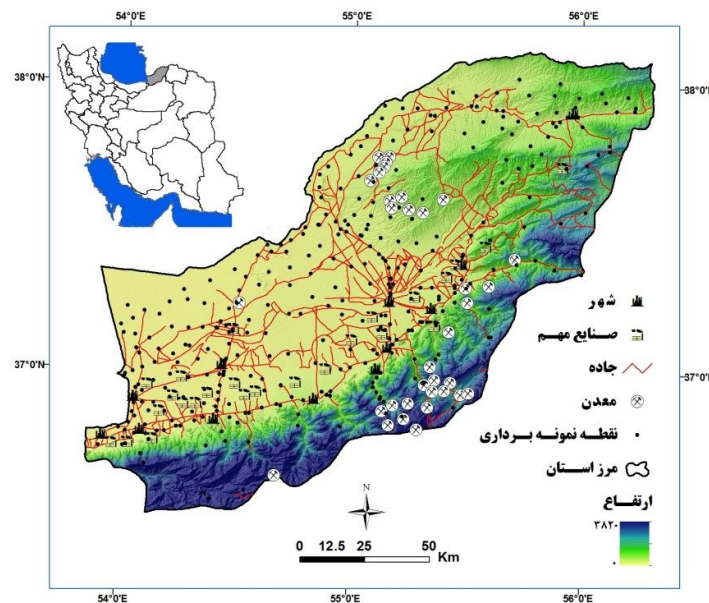 54°0'E 55°0'E 56°0'E
38°0'N 38°0'N
37°0'N 37°0'N
شهر
صنایع مهم
جاده
معدن
نقطه نمونه برداری
مرز استان
ارتفاع
۳۸۲۰
۰
N
0 12.5 25 50
Km
54°0'E 55°0'E 56°0'E